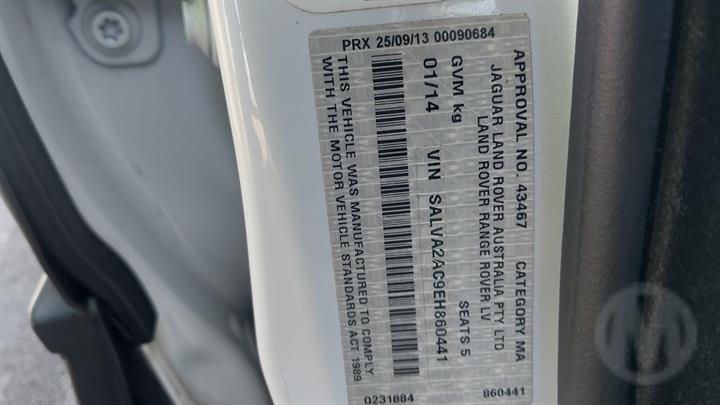 APPROVAL NO. 43467 CATEGORY MA
JAGUAR LAND ROVER AUSTRALIA PTY LTD
LAND ROVER RANGE ROVER LV
GVM kg SEATS 5
01/14 VIN SALVA2AC9EH860441
THIS VEHICLE WAS MANUFACTURED TO COMPLY
WITH THE MOTOR VEHICLE STANDARDS ACT 1989
PRX 25/09/13 00090684
Q231884 860441
M